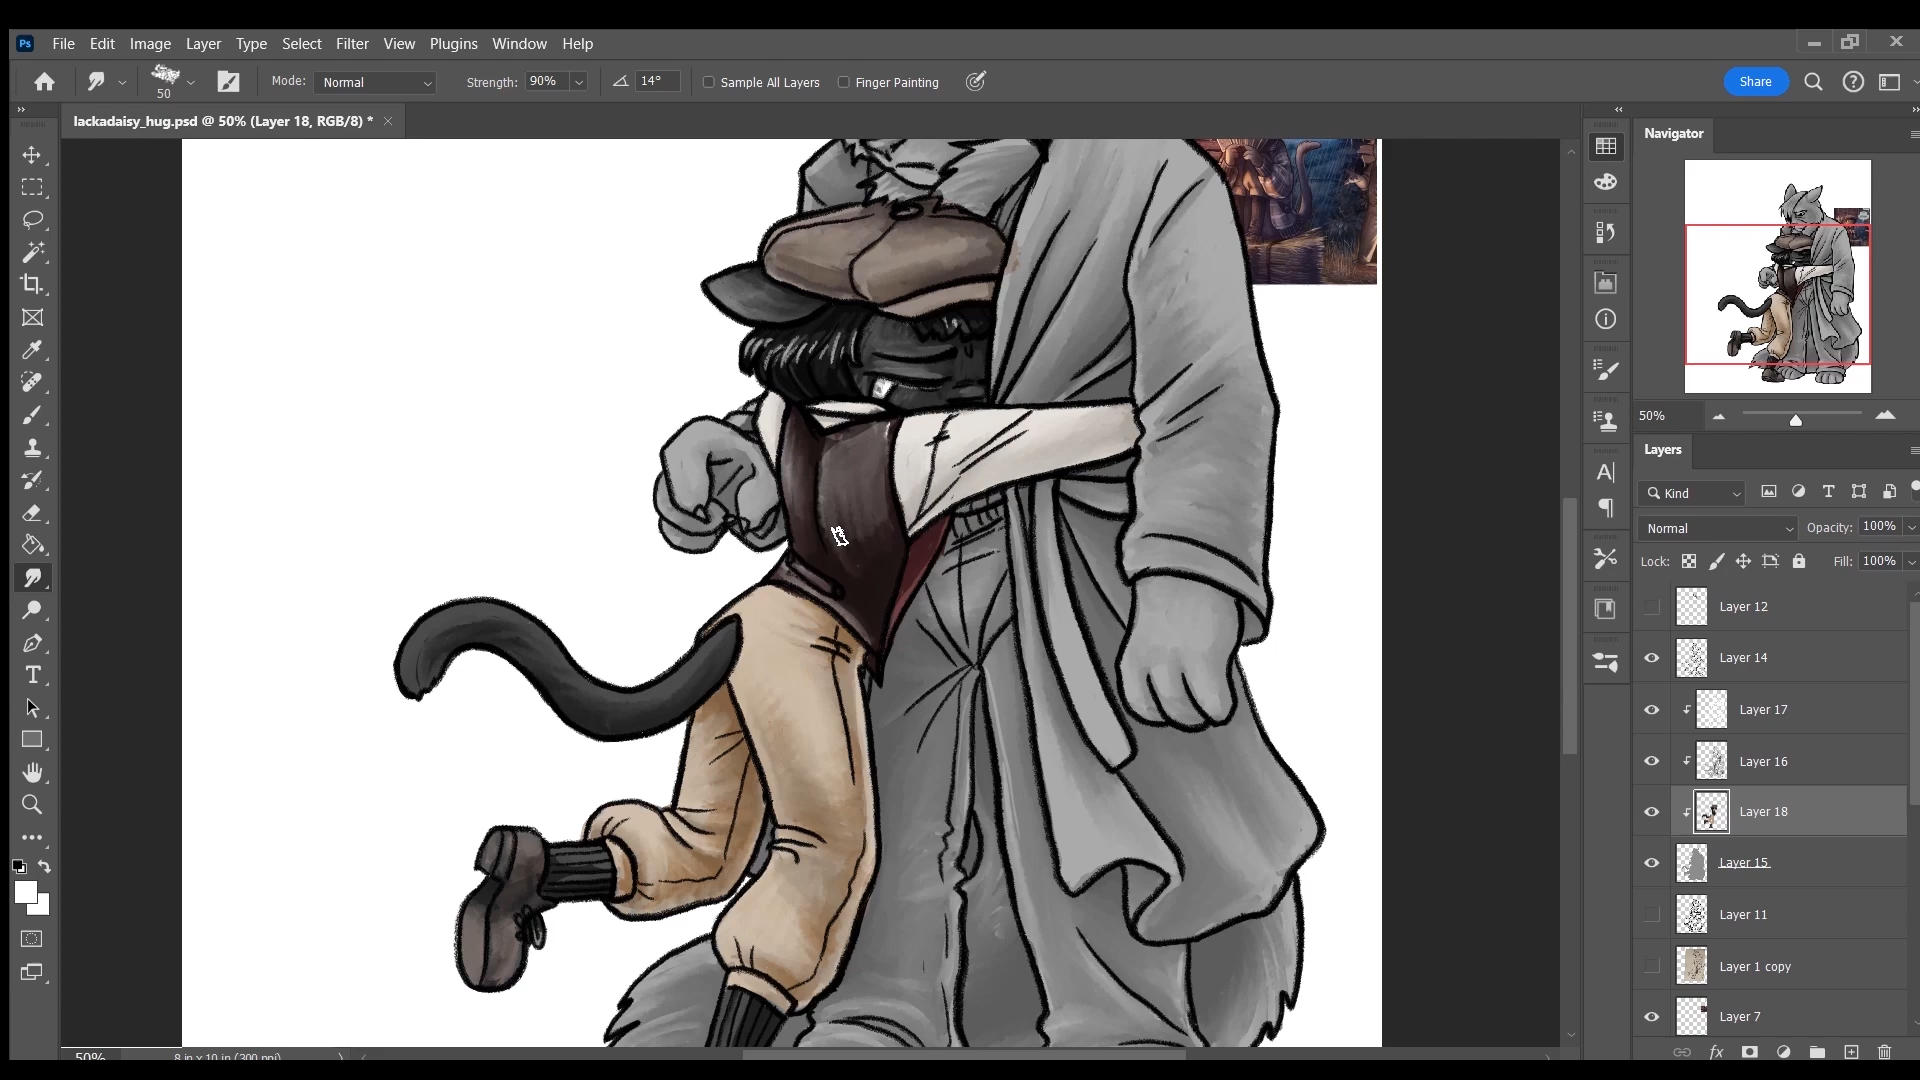 Ps File Edit Image Layer Type Select Filter View Plugins Window Help
50 Mode: Normal Strength: 90% 14° Sample All Layers Finger Painting Share
lackadaisy_hug.psd @ 50% (Layer 18, RGB/8) *
Navigator
50%
Layers
Kind
Normal Opacity: 100%
Lock: Fill: 100%
Layer 12
Layer 14
Layer 17
Layer 16
Layer 18
Layer 15
Layer 11
Layer 1 copy
Layer 7
fx
50% 8 in x 10 in (300 ppi)